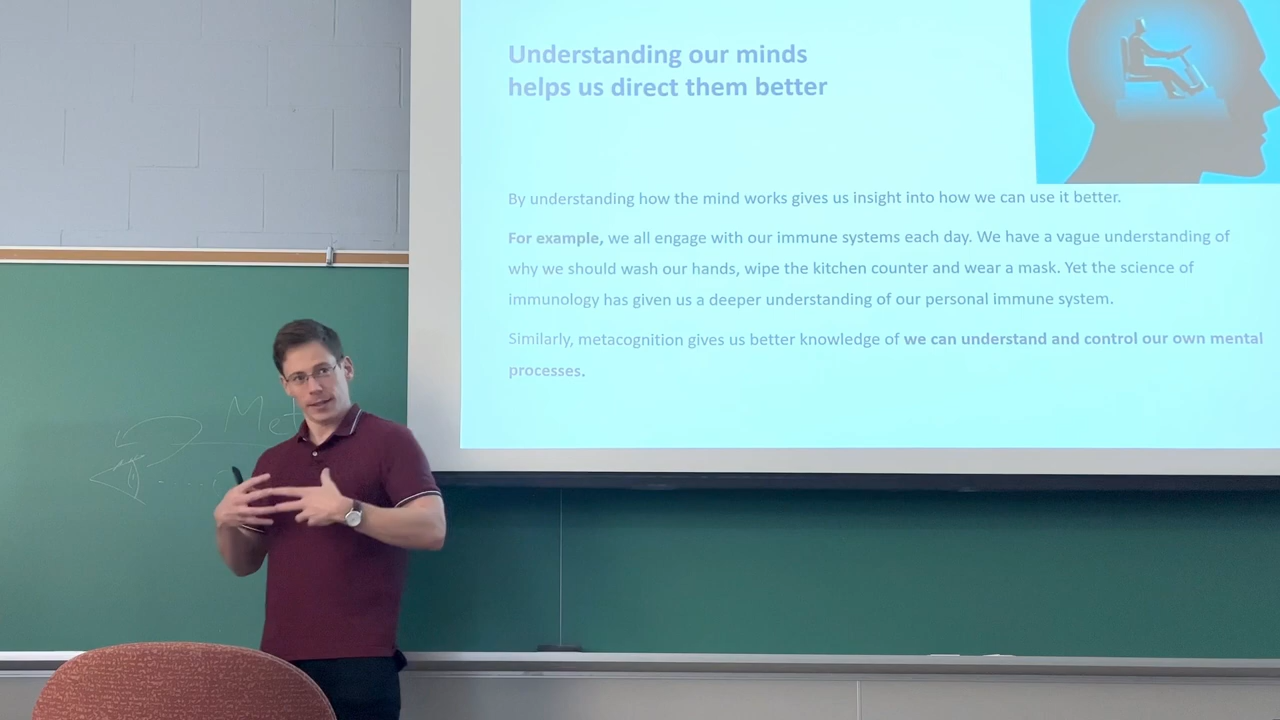 Understanding our minds
helps us direct them better
By understanding how the mind works gives us insight into how we can use it better.
For example, we all engage with our immune systems each day. We have a vague understanding of
why we should wash our hands, wipe the kitchen counter and wear a mask. Yet the science of
immunology has given us a deeper understanding of our personal immune system.
Similarly, metacognition gives us better knowledge of we can understand and control our own mental
processes.
Met